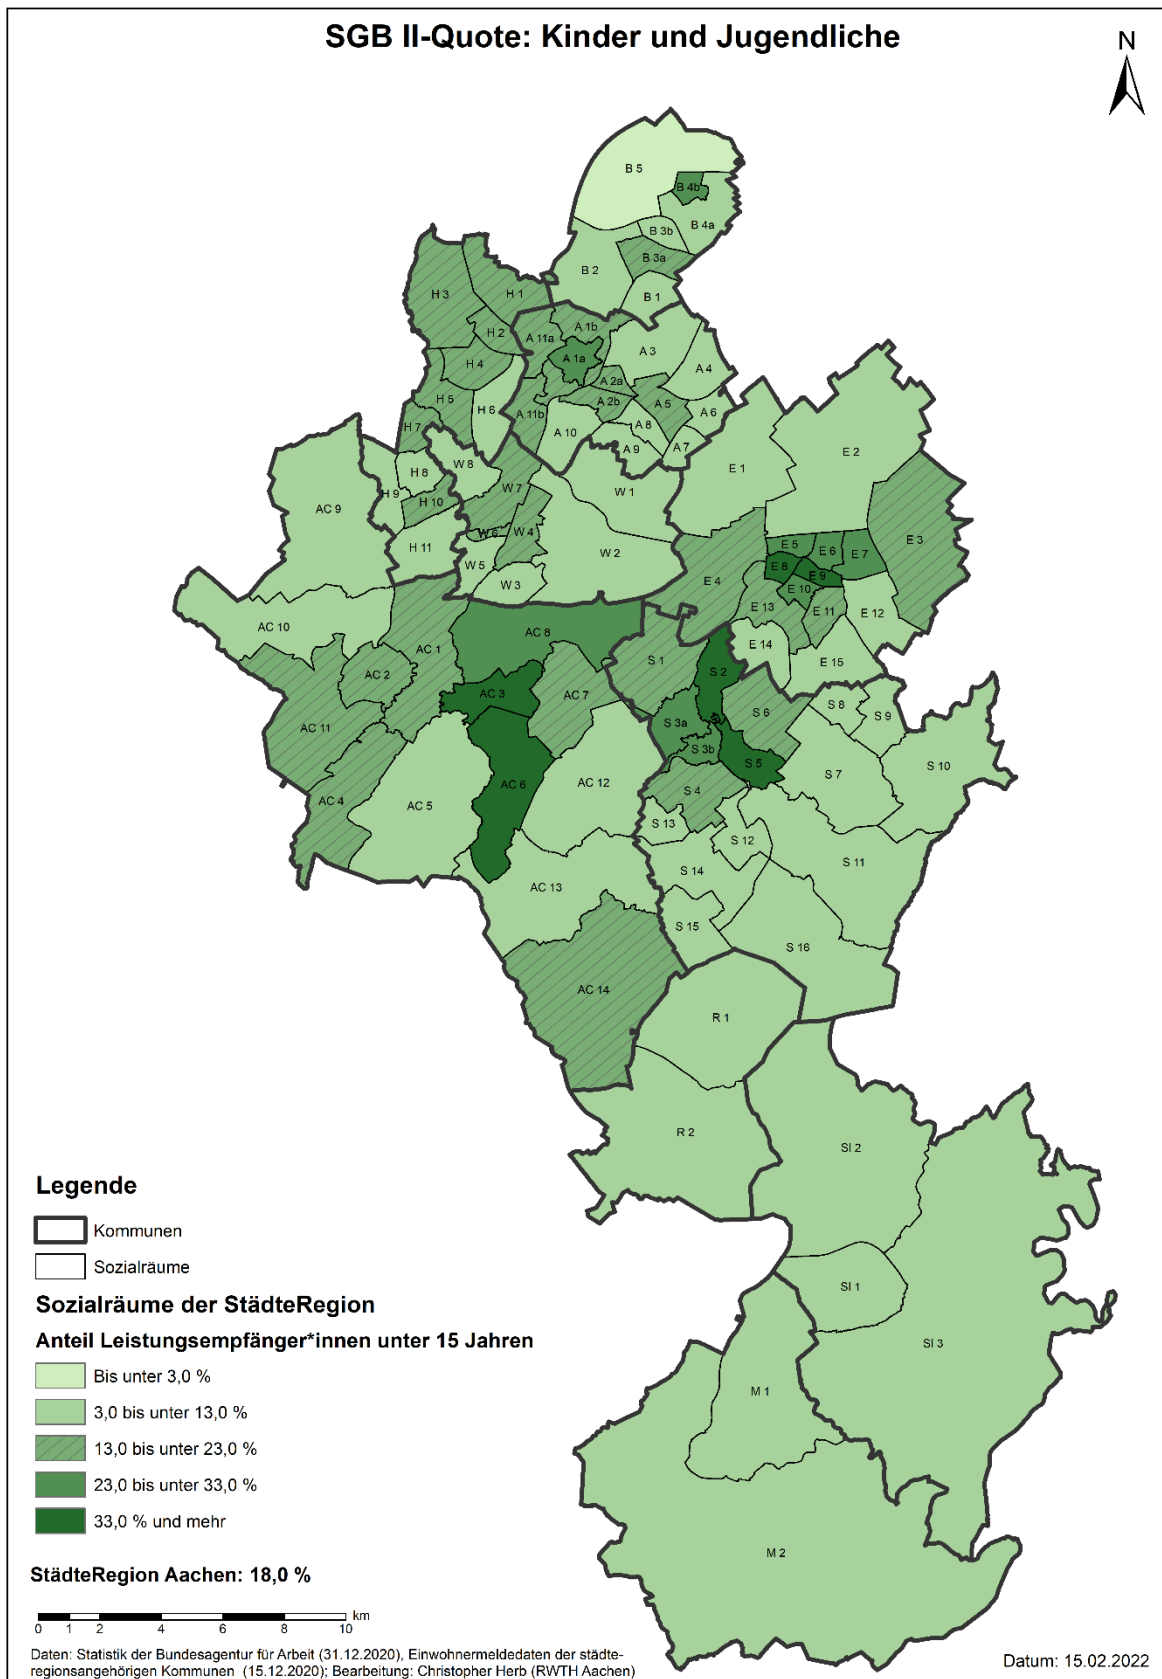 SGB II-Quote: Kinder und Jugendliche
N
B 5
B 4b
B 4a
B 3b
B 3a
B 2
B 1
H 3
H 1
H 2
H 4
H 5
H 6
H 7
A 11a
A 1b
A 1a
A 3
A 4
A 2a
A 2b
A 5
A 6
A 11b
A 10
A 8
A 9
A 7
H 8
H 9
H 10
H 11
W 8
W 7
W 1
W 6
W 4
W 2
W 5
W 3
E 1
E 2
E 3
E 5
E 6
E 7
E 8
E 9
E 4
E 10
E 13
E 11
E 12
E 14
E 15
AC 9
AC 10
AC 1
AC 8
AC 2
AC 3
AC 7
AC 11
AC 4
AC 5
AC 6
AC 12
AC 13
AC 14
S 1
S 2
S 3a
S 3b
S 6
S 5
S 8
S 9
S 7
S 10
S 4
S 13
S 12
S 11
S 14
S 15
S 16
R 1
R 2
SI 2
SI 1
SI 3
M 1
M 2
Legende
Kommunen
Sozialräume
Sozialräume der StädteRegion
Anteil Leistungsempfänger*innen unter 15 Jahren
Bis unter 3,0 %
3,0 bis unter 13,0 %
13,0 bis unter 23,0 %
23,0 bis unter 33,0 %
33,0 % und mehr
StädteRegion Aachen: 18,0 %
km
0 1 2 4 6 8 10
Daten: Statistik der Bundesagentur für Arbeit (31.12.2020), Einwohnermeldedaten der städte-
regionsangehörigen Kommunen (15.12.2020); Bearbeitung: Christopher Herb (RWTH Aachen)
Datum: 15.02.2022